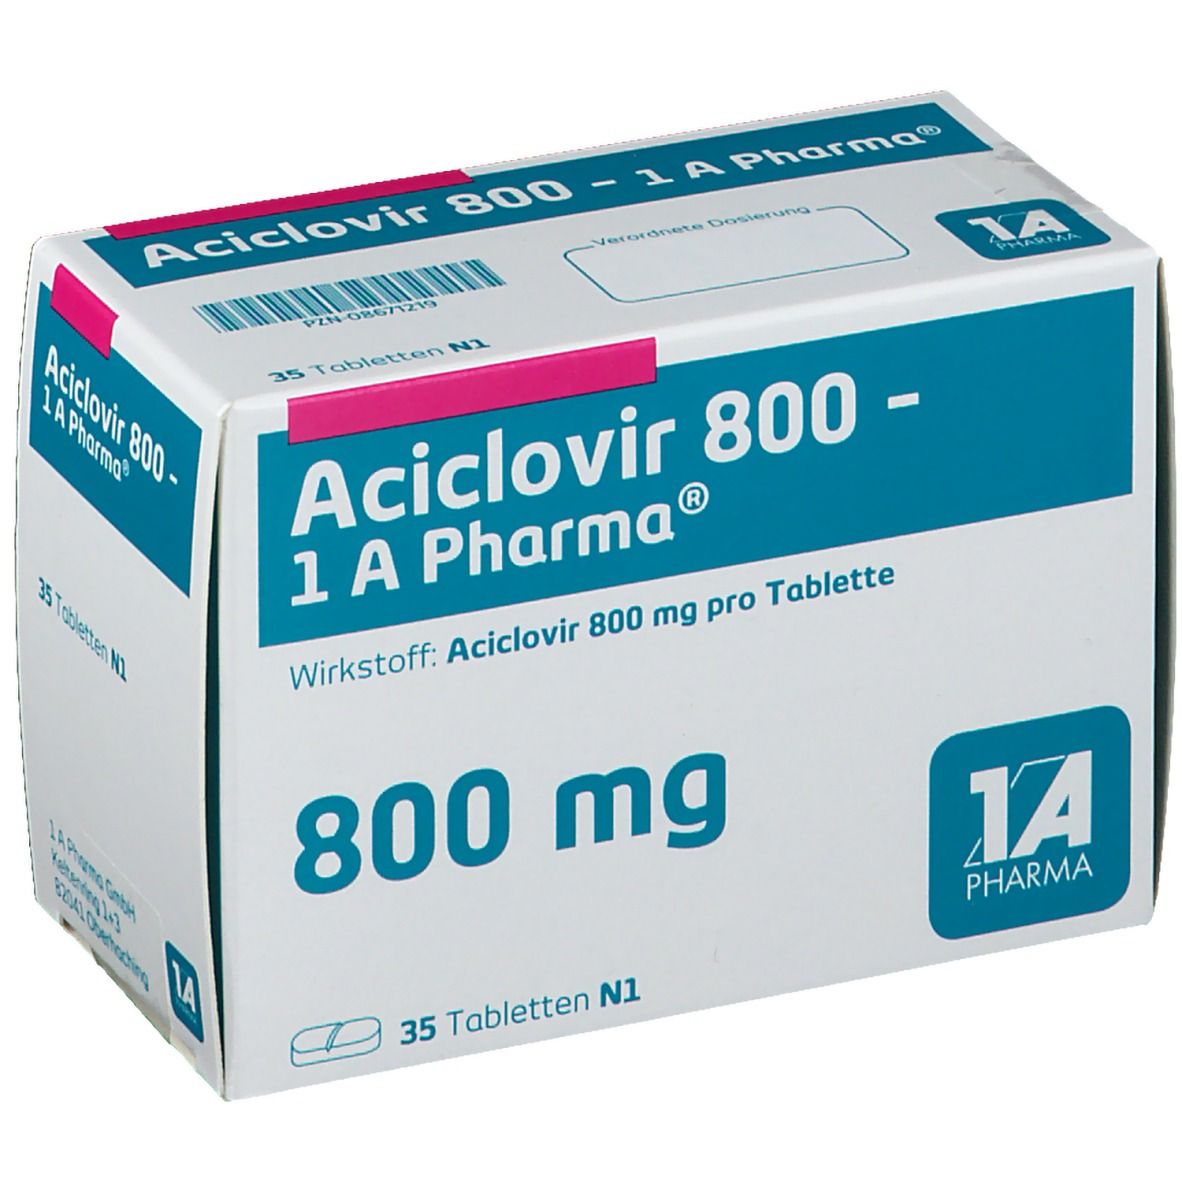 Aciclovir 800 - 1 A Pharma®
Verordnete Dosierung
1A
PHARMA
PZN-08671219
35 Tabletten N1
Aciclovir 800 -
1 A Pharma®
35 Tabletten N1
1 A Pharma GmbH
Keltenring 1+3
82041 Oberhaching
1A
PHARMA
Aciclovir 800 -
1 A Pharma®
Wirkstoff: Aciclovir 800 mg pro Tablette
800 mg
1A
PHARMA
35 Tabletten N1